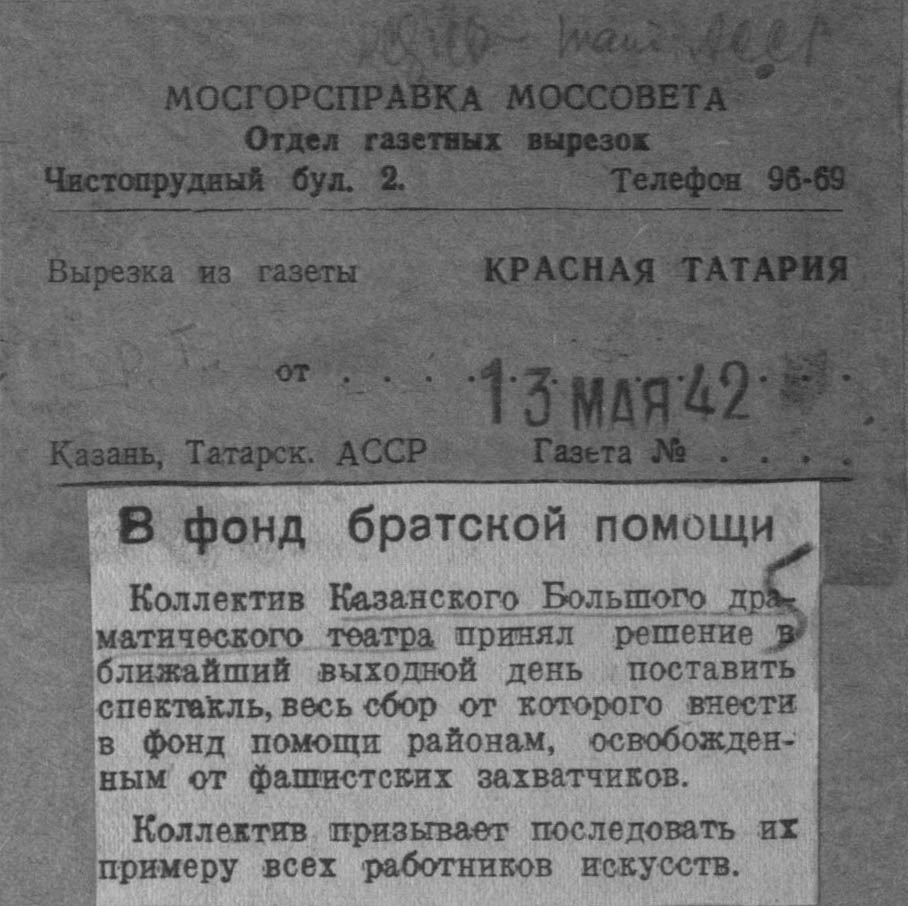 МОСГОРСПРАВКА МОССОВЕТА
Отдел газетных вырезок
Чистопрудный бул. 2. Телефон 96-69
Вырезка из газеты КРАСНАЯ ТАТАРИЯ
от . . . . 13 МАЯ 42 . .
Казань, Татарск. АССР Газета № . . . .
В фонд братской помощи
Коллектив Казанского Большого дра-
матического театра принял решение в
ближайший выходной день поставить
спектакль, весь сбор от которого внести
в фонд помощи районам, освобожден-
ным от фашистских захватчиков.
Коллектив призывает последовать их
примеру всех работников искусств.